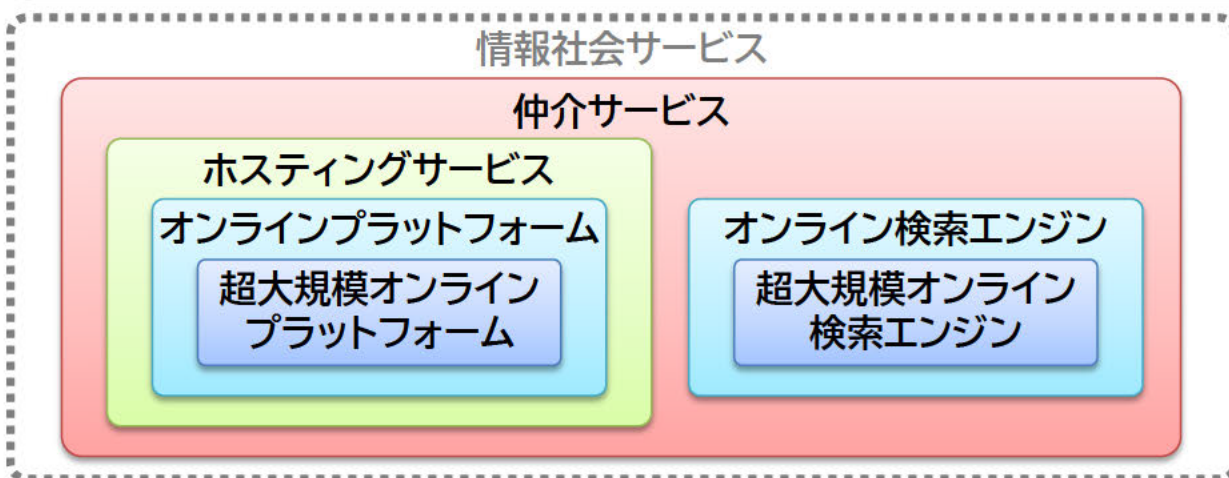 情報社会サービス
仲介サービス
ホスティングサービス
オンラインプラットフォーム
超大規模オンライン
プラットフォーム
オンライン検索エンジン
超大規模オンライン
検索エンジン